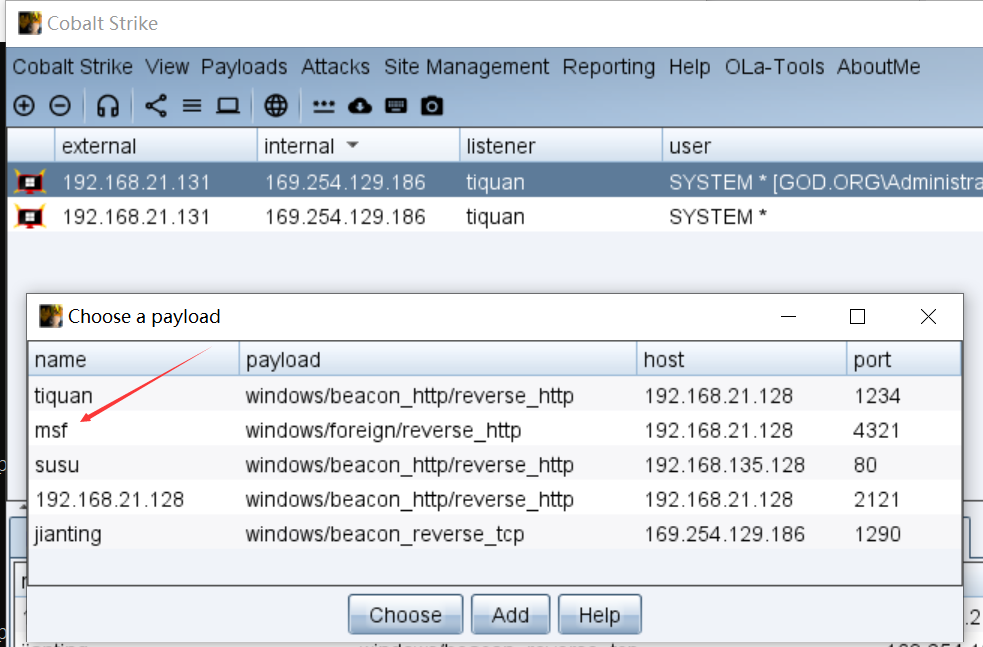 Cobalt Strike
Cobalt Strike View Payloads Attacks Site Management Reporting Help OLa-Tools AboutMe
external internal listener user
192.168.21.131 169.254.129.186 tiquan SYSTEM * [GOD.ORG\Administra
192.168.21.131 169.254.129.186 tiquan SYSTEM *
Choose a payload
name payload host port
tiquan windows/beacon_http/reverse_http 192.168.21.128 1234
msf windows/foreign/reverse_http 192.168.21.128 4321
susu windows/beacon_http/reverse_http 192.168.135.128 80
192.168.21.128 windows/beacon_http/reverse_http 192.168.21.128 2121
jianting windows/beacon_reverse_tcp 169.254.129.186 1290
Choose Add Help